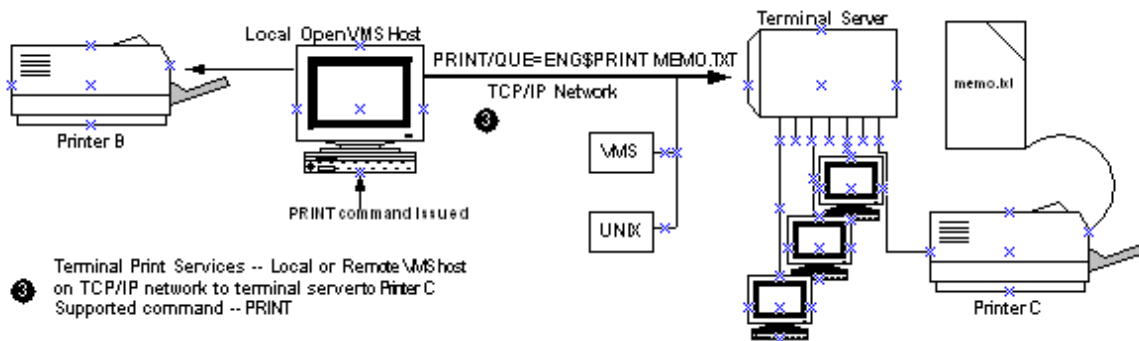 Terminal Server
Local OpenVMS Host
PRINT/QUE=ENG$PRINT MEMO.TXT
memo.txt
TCP/IP Network
3
Printer B
VMS
PRINT command Issued
UNIX
Terminal Print Services -- Local or Remote VMS host
3 on TCP/IP network to terminal server to Printer C
Supported command -- PRINT
Printer C